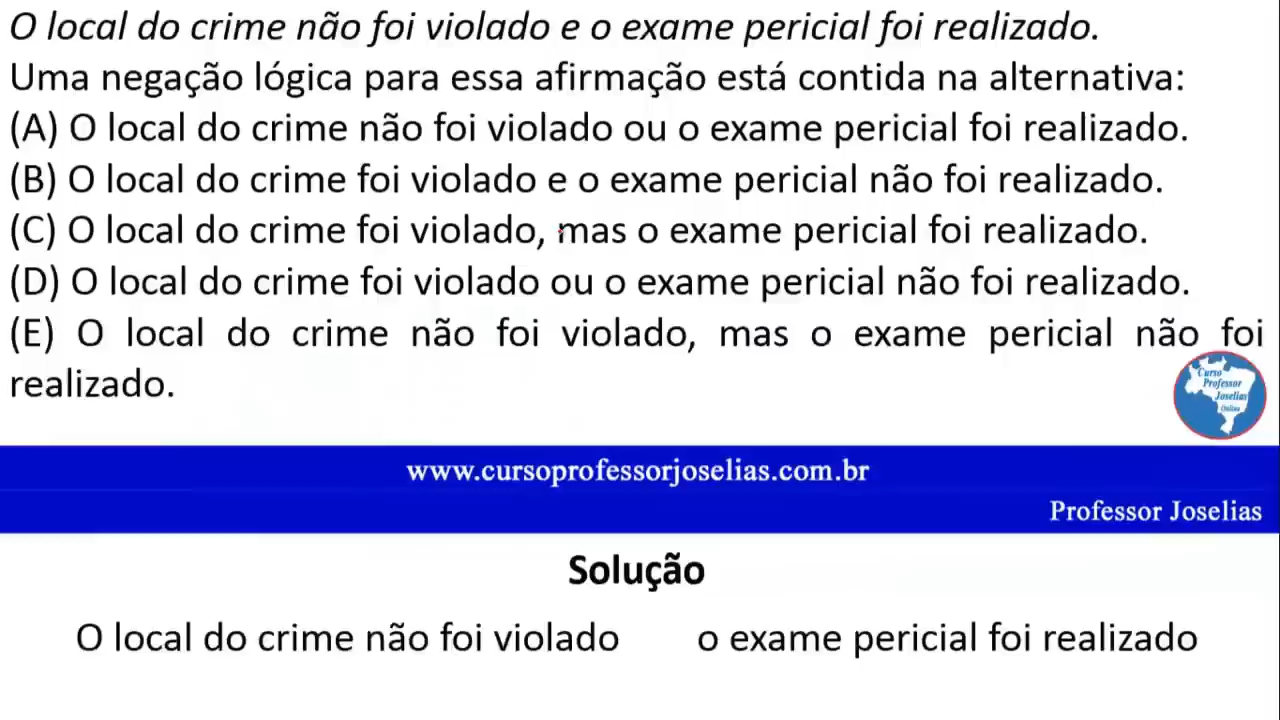 O local do crime não foi violado e o exame pericial foi realizado.
Uma negação lógica para essa afirmação está contida na alternativa:
(A) O local do crime não foi violado ou o exame pericial foi realizado.
(B) O local do crime foi violado e o exame pericial não foi realizado.
(C) O local do crime foi violado, mas o exame pericial foi realizado.
(D) O local do crime foi violado ou o exame pericial não foi realizado.
(E) O local do crime não foi violado, mas o exame pericial não foi
realizado.
Curso
Professor
Joselias
Online
www.cursoprofessorjoselias.com.br
Professor Joselias
Solução
O local do crime não foi violado o exame pericial foi realizado